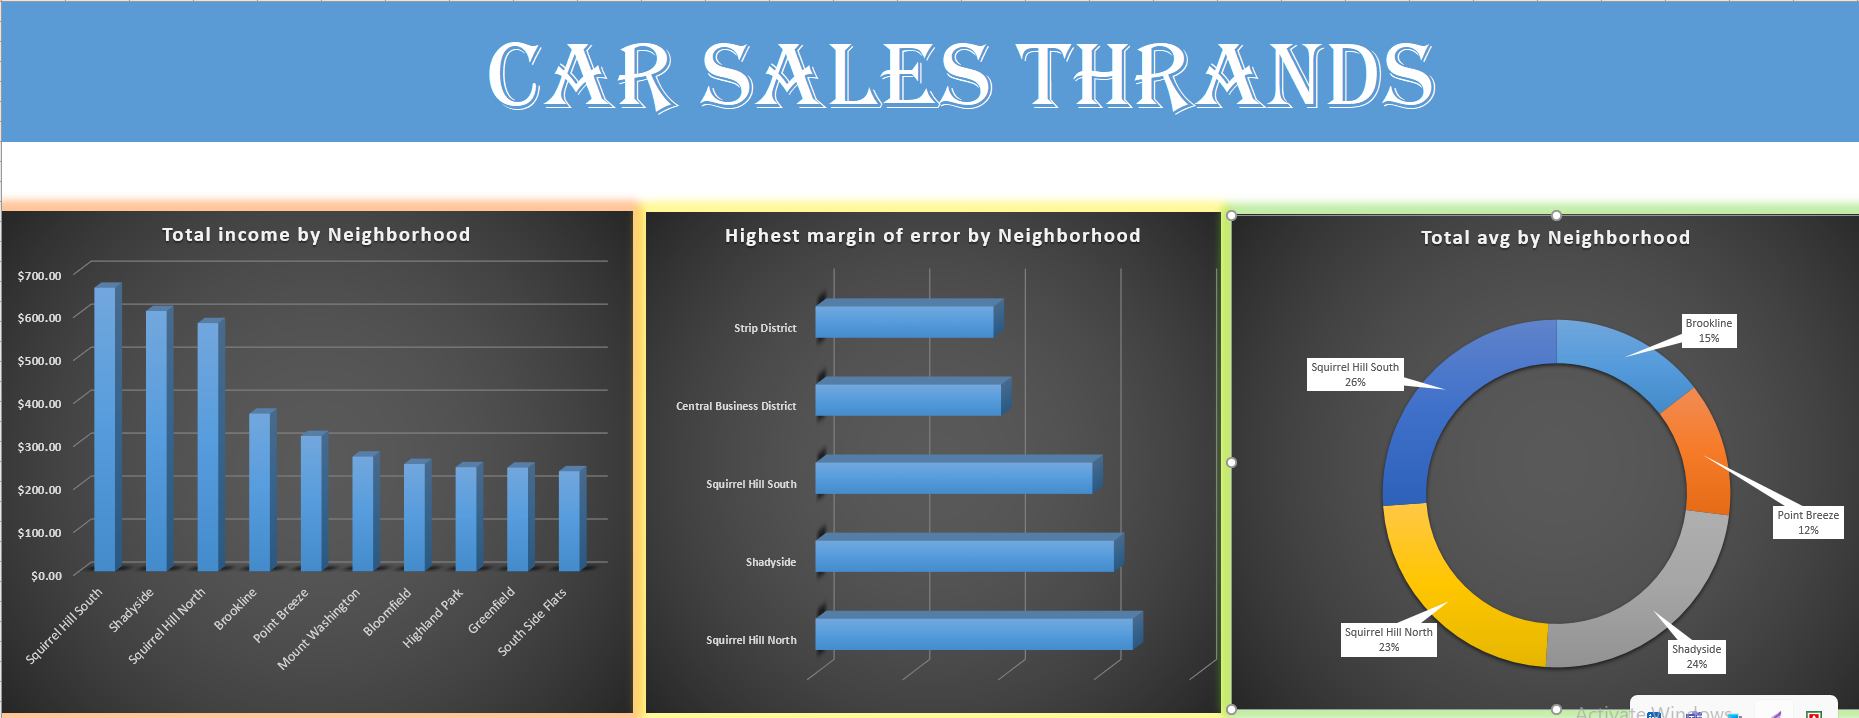 CAR SALES THRANDS
Total income by Neighborhood
$700.00
$600.00
$500.00
$400.00
$300.00
$200.00
$100.00
$0.00
Squirrel Hill South
Shadyside
Squirrel Hill North
Brookline
Point Breeze
Mount Washington
Bloomfield
Highland Park
Greenfield
South Side Flats
Highest margin of error by Neighborhood
Strip District
Central Business District
Squirrel Hill South
Shadyside
Squirrel Hill North
Total avg by Neighborhood
Brookline
15%
Squirrel Hill South
26%
Point Breeze
12%
Squirrel Hill North
23%
Shadyside
24%
Activate Windows